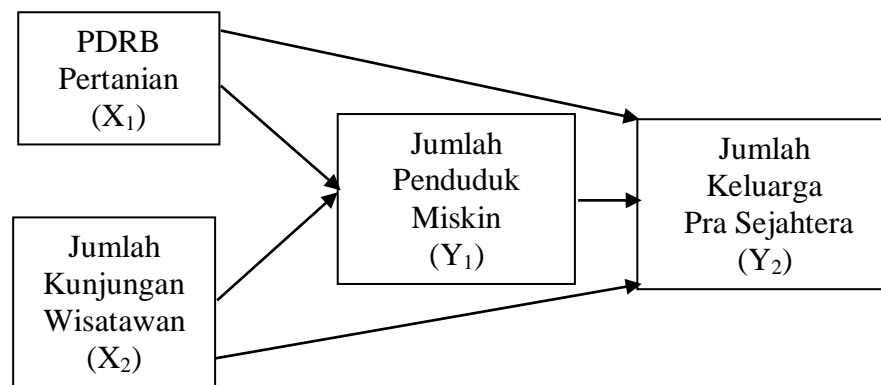 PDRB
Pertanian
(X₁)
Jumlah
Penduduk
Miskin
(Y₁)
Jumlah
Keluarga
Pra Sejahtera
(Y₂)
Jumlah
Kunjungan
Wisatawan
(X₂)